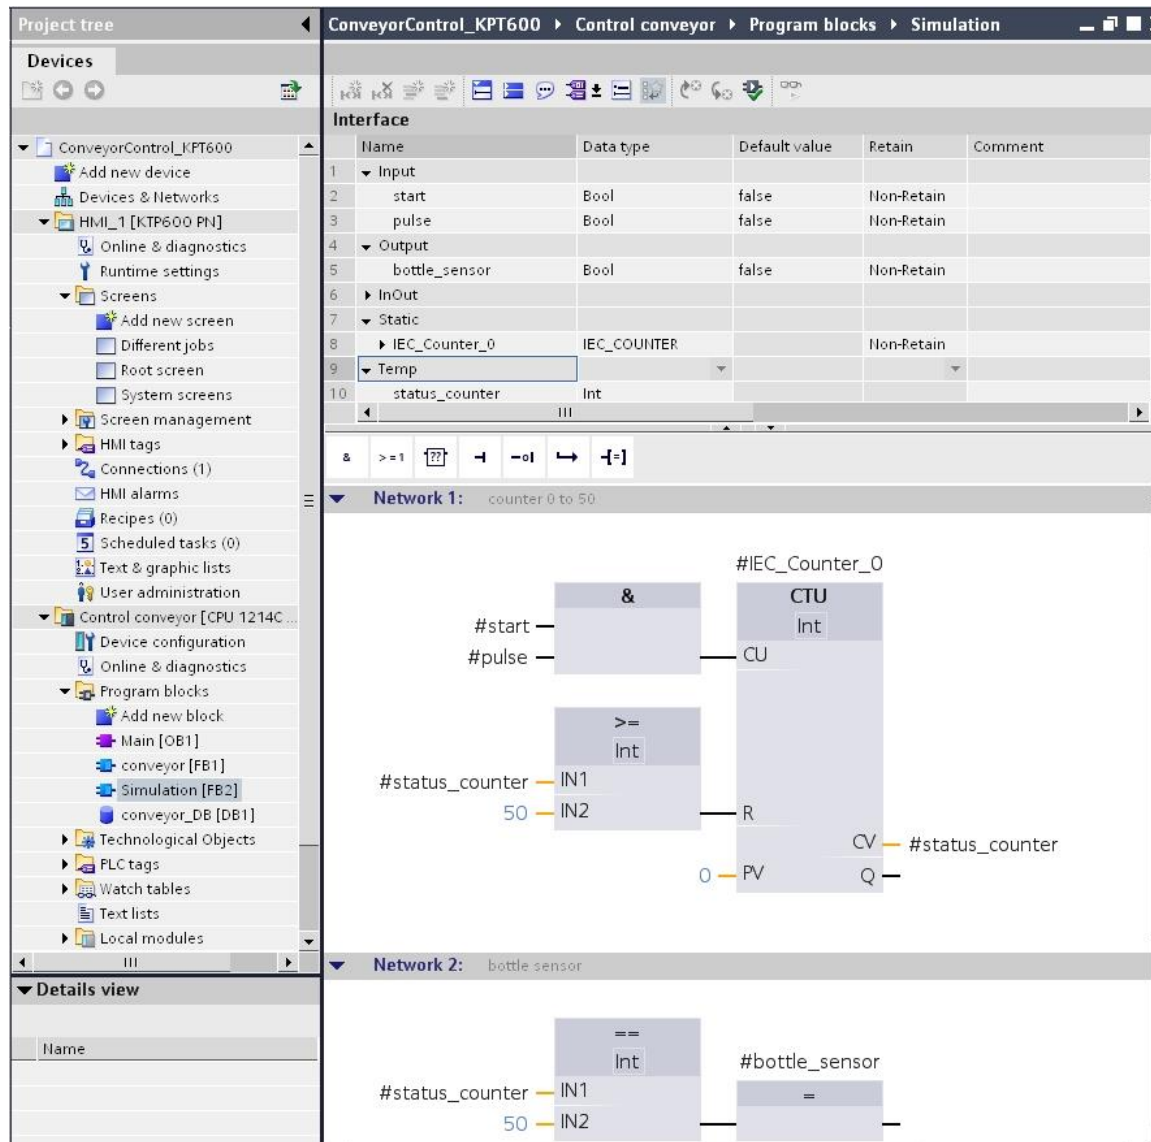 Project tree
Devices
ConveyorControl_KPT600
Add new device
Devices & Networks
HMI_1 [KTP600 PN]
Online & diagnostics
Runtime settings
Screens
Add new screen
Different jobs
Root screen
System screens
Screen management
HMI tags
Connections (1)
HMI alarms
Recipes (0)
Scheduled tasks (0)
Text & graphic lists
User administration
Control conveyor [CPU 1214C ...
Device configuration
Online & diagnostics
Program blocks
Add new block
Main [OB1]
conveyor [FB1]
Simulation [FB2]
conveyor_DB [DB1]
Technological Objects
PLC tags
Watch tables
Text lists
Local modules
Details view
Name
ConveyorControl_KPT600 Control conveyor Program blocks Simulation
Interface
Name Data type Default value Retain Comment
1 Input
2 start Bool false Non-Retain
3 pulse Bool false Non-Retain
4 Output
5 bottle_sensor Bool false Non-Retain
6 InOut
7 Static
8 IEC_Counter_0 IEC_COUNTER Non-Retain
9 Temp
10 status_counter Int
& >=1 ?? -[=]
Network 1: counter 0 to 50
#IEC_Counter_0
& CTU
#start Int
#pulse CU
>=
Int
#status_counter IN1
50 IN2 R
CV #status_counter
0 PV Q
Network 2: bottle sensor
==
Int #bottle_sensor
#status_counter IN1 =
50 IN2